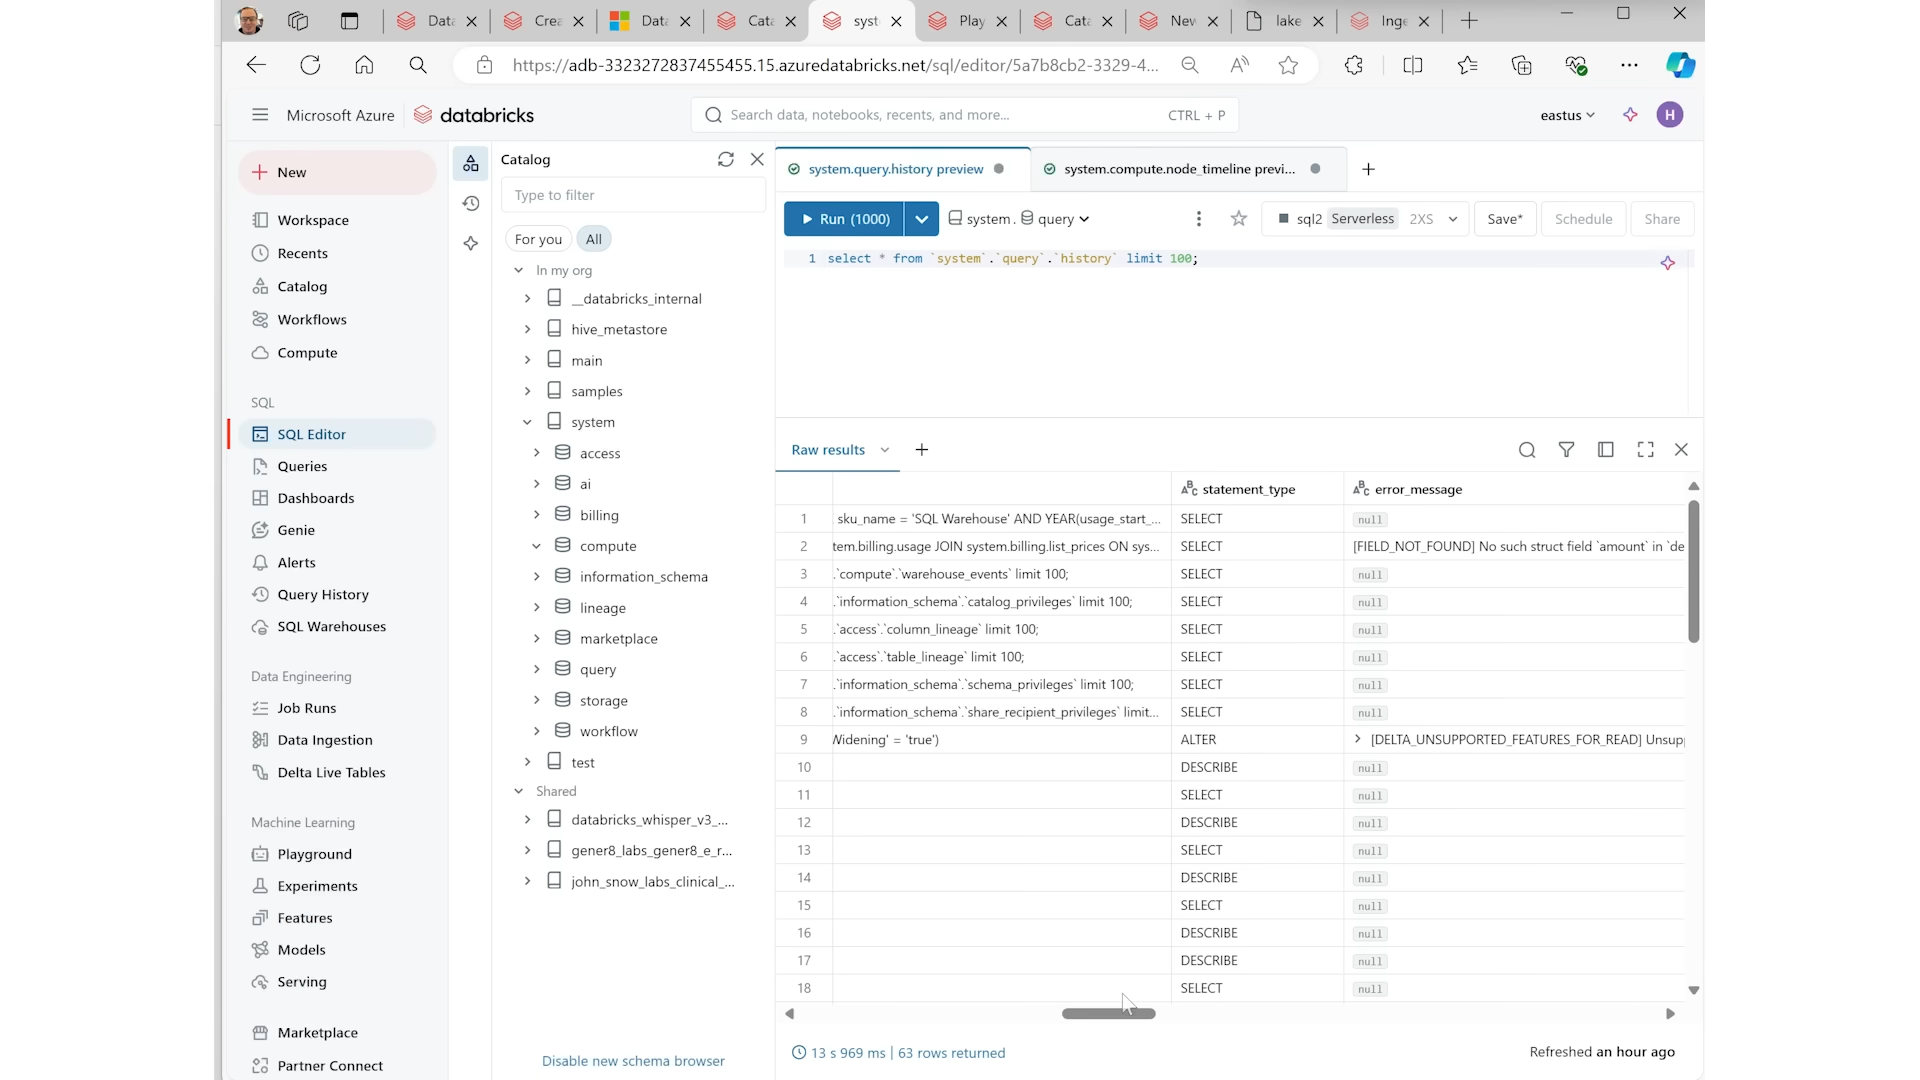 Data
Crea
Data
Cata
syst
Play
Cata
New
lake
Inge
https://adb-3323272837455455.15.azuredatabricks.net/sql/editor/5a7b8cb2-3329-4...
Microsoft Azure
databricks
Search data, notebooks, recents, and more...
CTRL + P
eastus
H
New
Workspace
Recents
Catalog
Workflows
Compute
SQL
SQL Editor
Queries
Dashboards
Genie
Alerts
Query History
SQL Warehouses
Data Engineering
Job Runs
Data Ingestion
Delta Live Tables
Machine Learning
Playground
Experiments
Features
Models
Serving
Marketplace
Partner Connect
Catalog
Type to filter
For you
All
In my org
__databricks_internal
hive_metastore
main
samples
system
access
ai
billing
compute
information_schema
lineage
marketplace
query
storage
workflow
test
Shared
databricks_whisper_v3_...
gener8_labs_gener8_e_r...
john_snow_labs_clinical_...
Disable new schema browser
system.query.history preview
system.compute.node_timeline previ...
Run (1000)
system. query
sql2 Serverless 2XS
Save*
Schedule
Share
1 select * from `system`.`query`.`history` limit 100;
Raw results
statement_type error_message
1 sku_name = 'SQL Warehouse' AND YEAR(usage_start_... SELECT null
2 tem.billing.usage JOIN system.billing.list_prices ON sys... SELECT [FIELD_NOT_FOUND] No such struct field `amount` in `de
3 .`compute`.`warehouse_events` limit 100; SELECT null
4 .`information_schema`.`catalog_privileges` limit 100; SELECT null
5 .`access`.`column_lineage` limit 100; SELECT null
6 .`access`.`table_lineage` limit 100; SELECT null
7 .`information_schema`.`schema_privileges` limit 100; SELECT null
8 .`information_schema`.`share_recipient_privileges` limit... SELECT null
9 Widening' = 'true') ALTER [DELTA_UNSUPPORTED_FEATURES_FOR_READ] Unsupp
10 DESCRIBE null
11 SELECT null
12 DESCRIBE null
13 SELECT null
14 DESCRIBE null
15 SELECT null
16 DESCRIBE null
17 DESCRIBE null
18 SELECT null
13 s 969 ms | 63 rows returned
Refreshed an hour ago